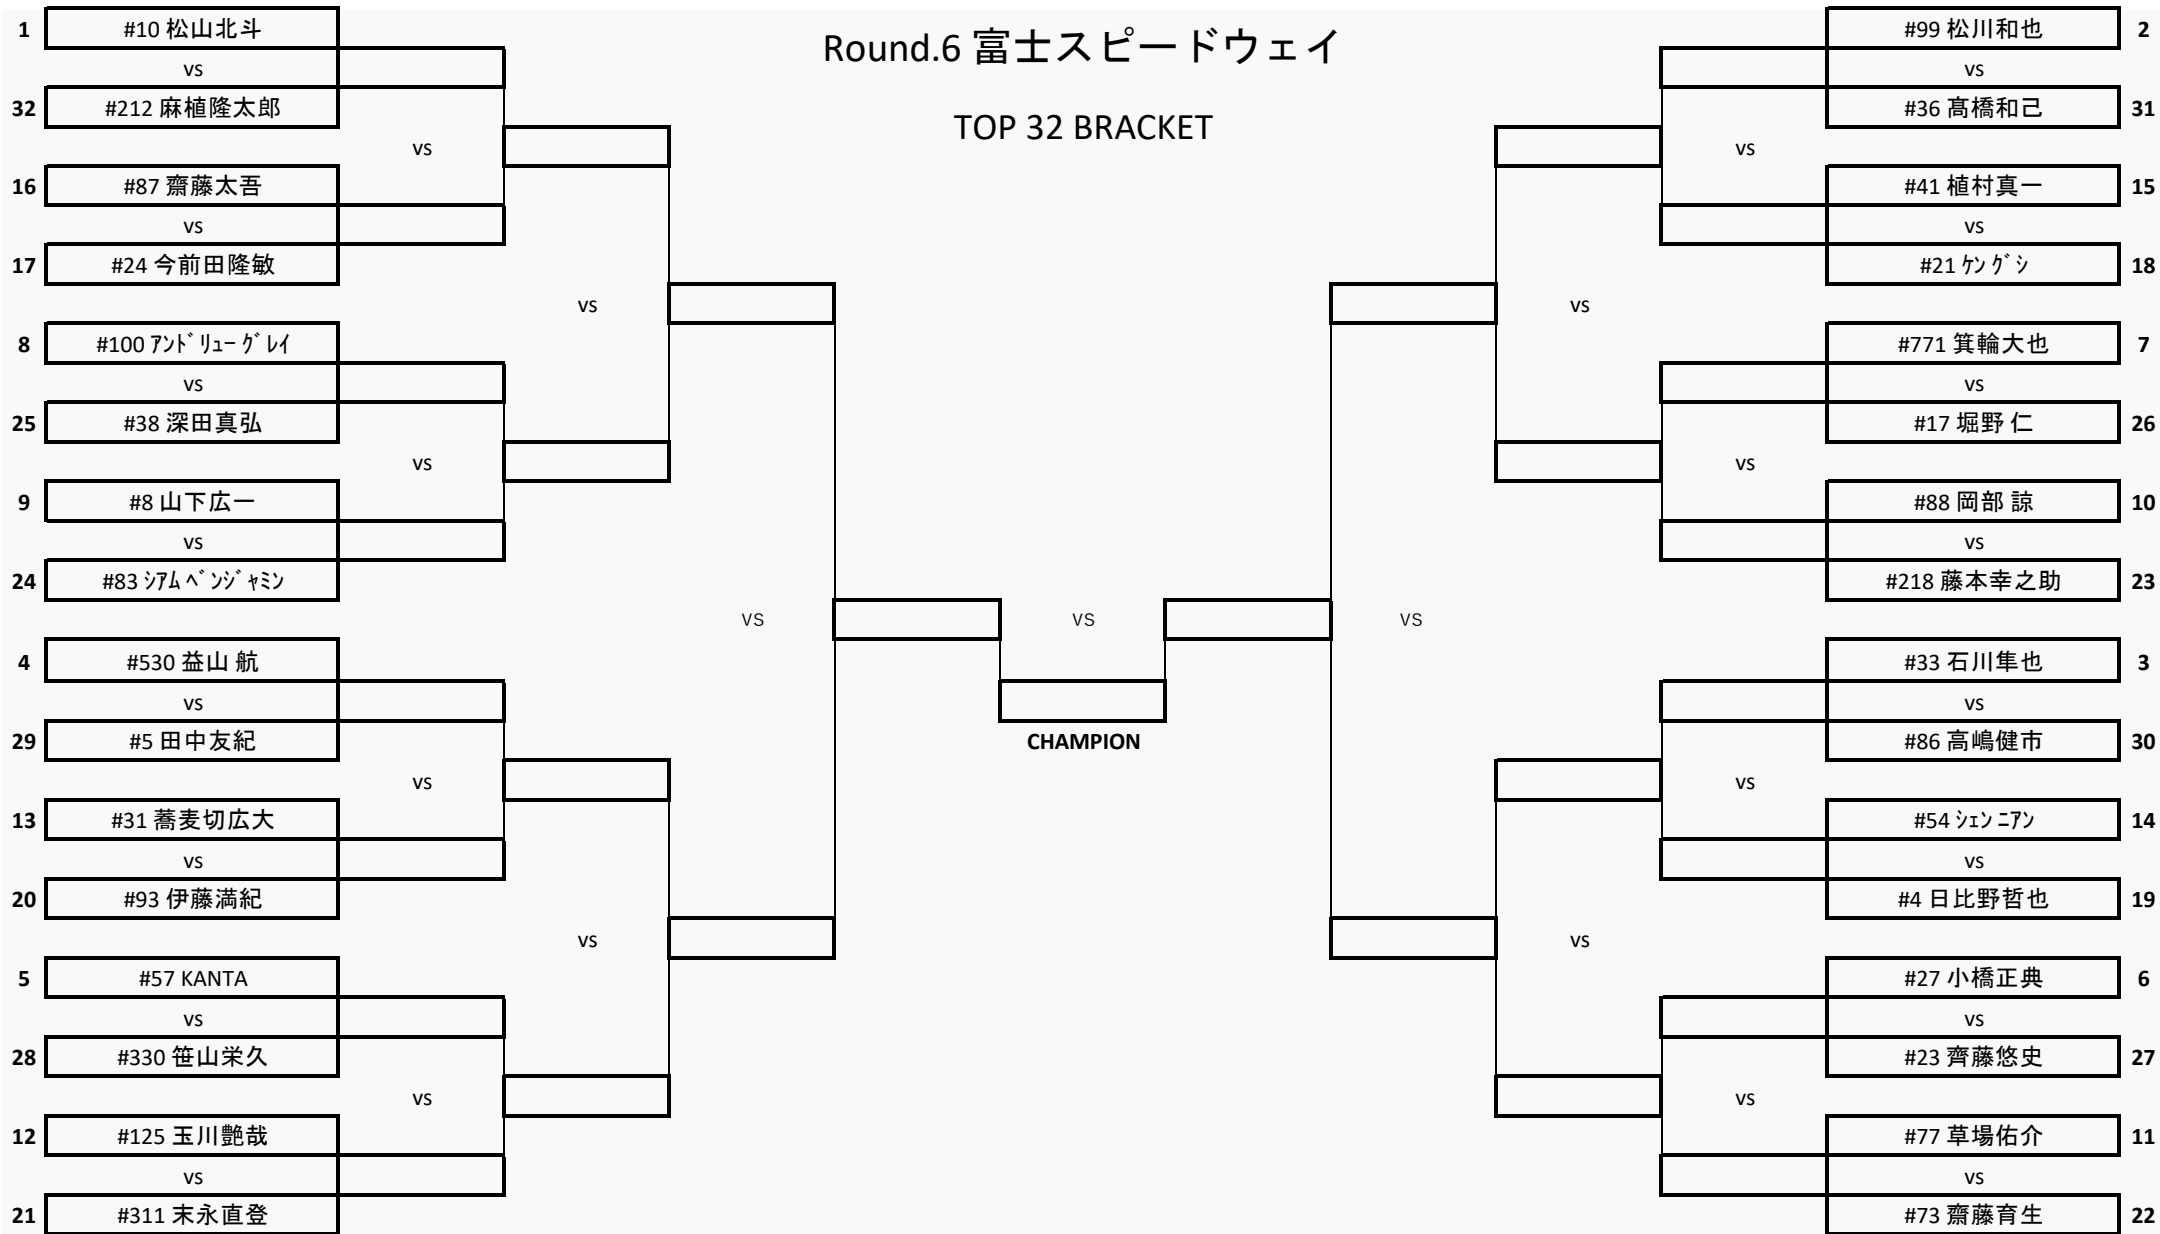 Round.6 富士スピードウェイ
TOP 32 BRACKET
1 #10 松山北斗
vs
32 #212 麻植隆太郎
vs
16 #87 齋藤太吾
vs
17 #24 今前田隆敏
vs
8 #100 ｱﾝﾄﾞﾘｭｰ ｸﾞﾚｲ
vs
25 #38 深田真弘
vs
9 #8 山下広一
vs
24 #83 ｼｱﾑ ﾍﾞﾝｼﾞｬﾐﾝ
vs
4 #530 益山 航
vs
29 #5 田中友紀
vs
13 #31 蕎麦切広大
vs
20 #93 伊藤満紀
vs
5 #57 KANTA
vs
28 #330 笹山栄久
vs
12 #125 玉川艶哉
vs
21 #311 末永直登
vs
CHAMPION
#99 松川和也 2
vs
#36 髙橋和己 31
vs
#41 植村真一 15
vs
#21 ｹﾝ ｸﾞｼ 18
vs
#771 箕輪大也 7
vs
#17 堀野 仁 26
vs
#88 岡部 諒 10
vs
#218 藤本幸之助 23
vs
#33 石川隼也 3
vs
#86 高嶋健市 30
vs
#54 ｼｪﾝ ﾆｱﾝ 14
vs
#4 日比野哲也 19
vs
#27 小橋正典 6
vs
#23 齊藤悠史 27
vs
#77 草場佑介 11
vs
#73 齋藤育生 22